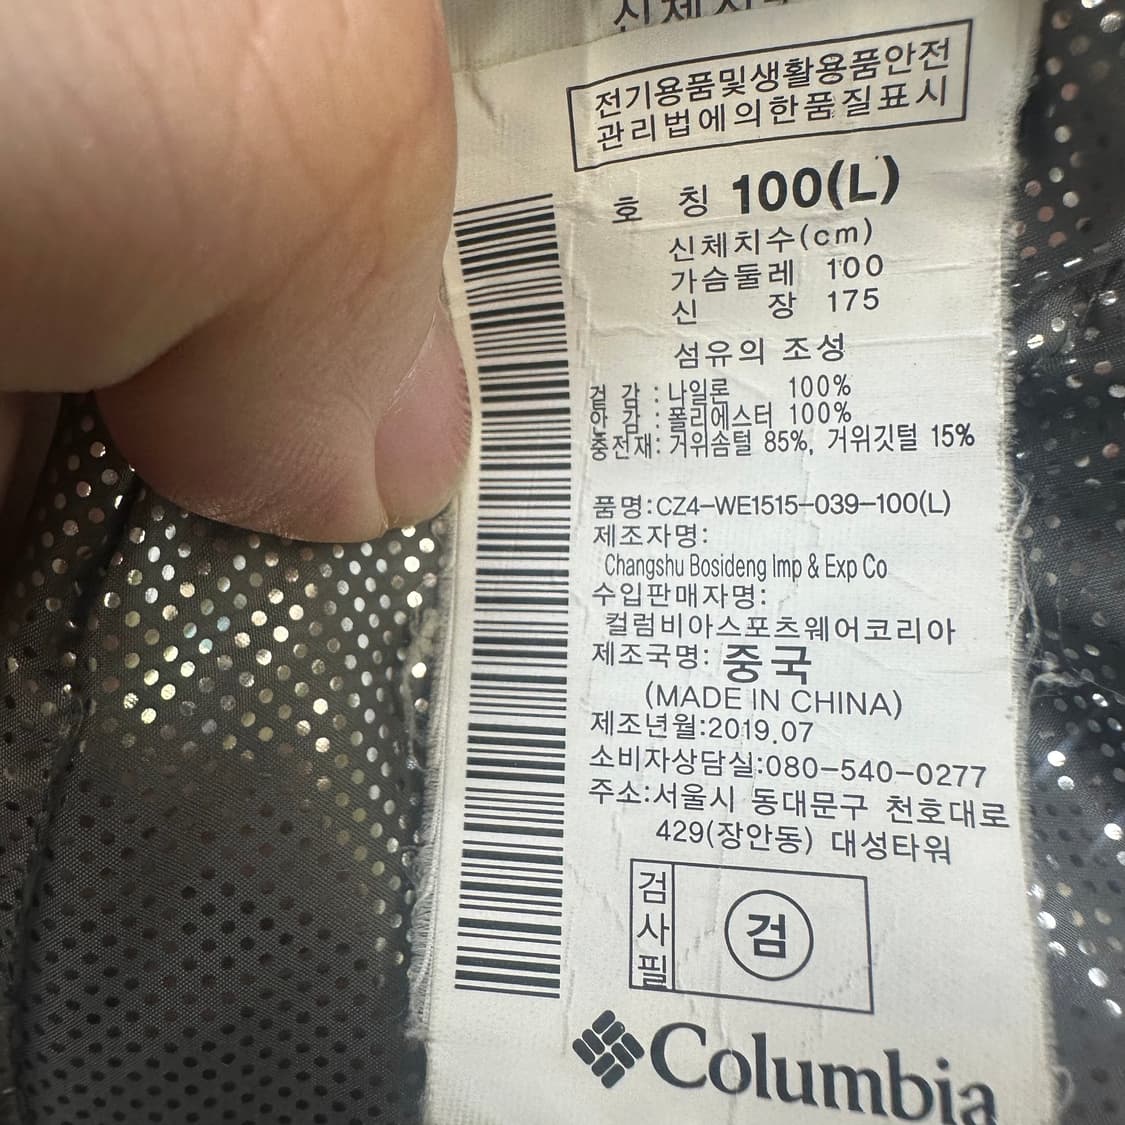 신체치수
전기용품및생활용품안전
관리법에의한품질표시
호 칭 100(L)
신체치수(cm)
가슴둘레 100
신 장 175
섬유의 조성
겉 감 : 나일론 100%
안 감 : 폴리에스터 100%
충전재: 거위솜털 85%, 거위깃털 15%
품명:CZ4-WE1515-039-100(L)
제조자명:
Changshu Bosideng Imp & Exp Co
수입판매자명:
컬럼비아스포츠웨어코리아
제조국명: 중국
(MADE IN CHINA)
제조년월:2019.07
소비자상담실:080-540-0277
주소:서울시 동대문구 천호대로
429(장안동) 대성타워
검사필
검
Columbia